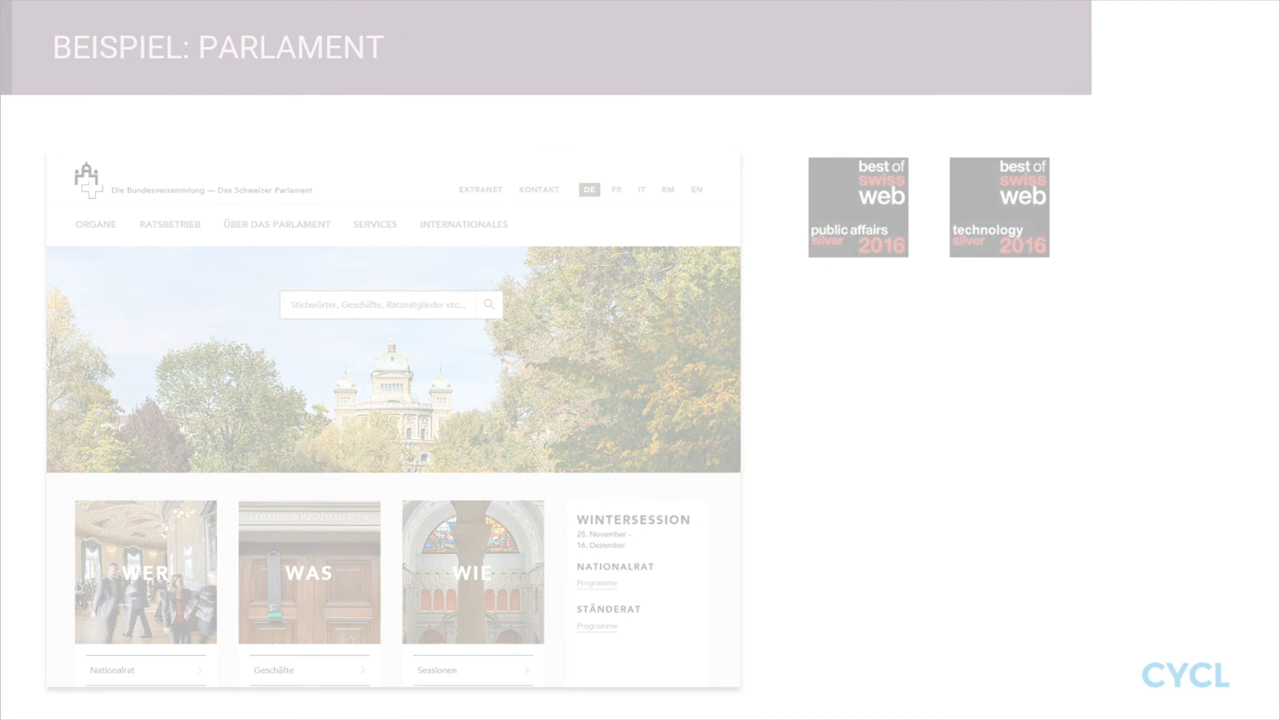 BEISPIEL: PARLAMENT
Die Bundesversammlung — Das Schweizer Parlament
EXTRANET KONTAKT DE FR IT RM EN
ORGANE RATSBETRIEB ÜBER DAS PARLAMENT SERVICES INTERNATIONALES
Stichwörter, Geschäfte, Ratsmitglieder etc...
best of
swiss
web
public affairs
silver 2016
best of
swiss
web
technology
silver 2016
WER
WAS
WIE
WINTERSESSION
28. November -
16. Dezember
NATIONALRAT
Programme
STÄNDERAT
Programme
Nationalrat
Geschäfte
Sessionen
CYCL